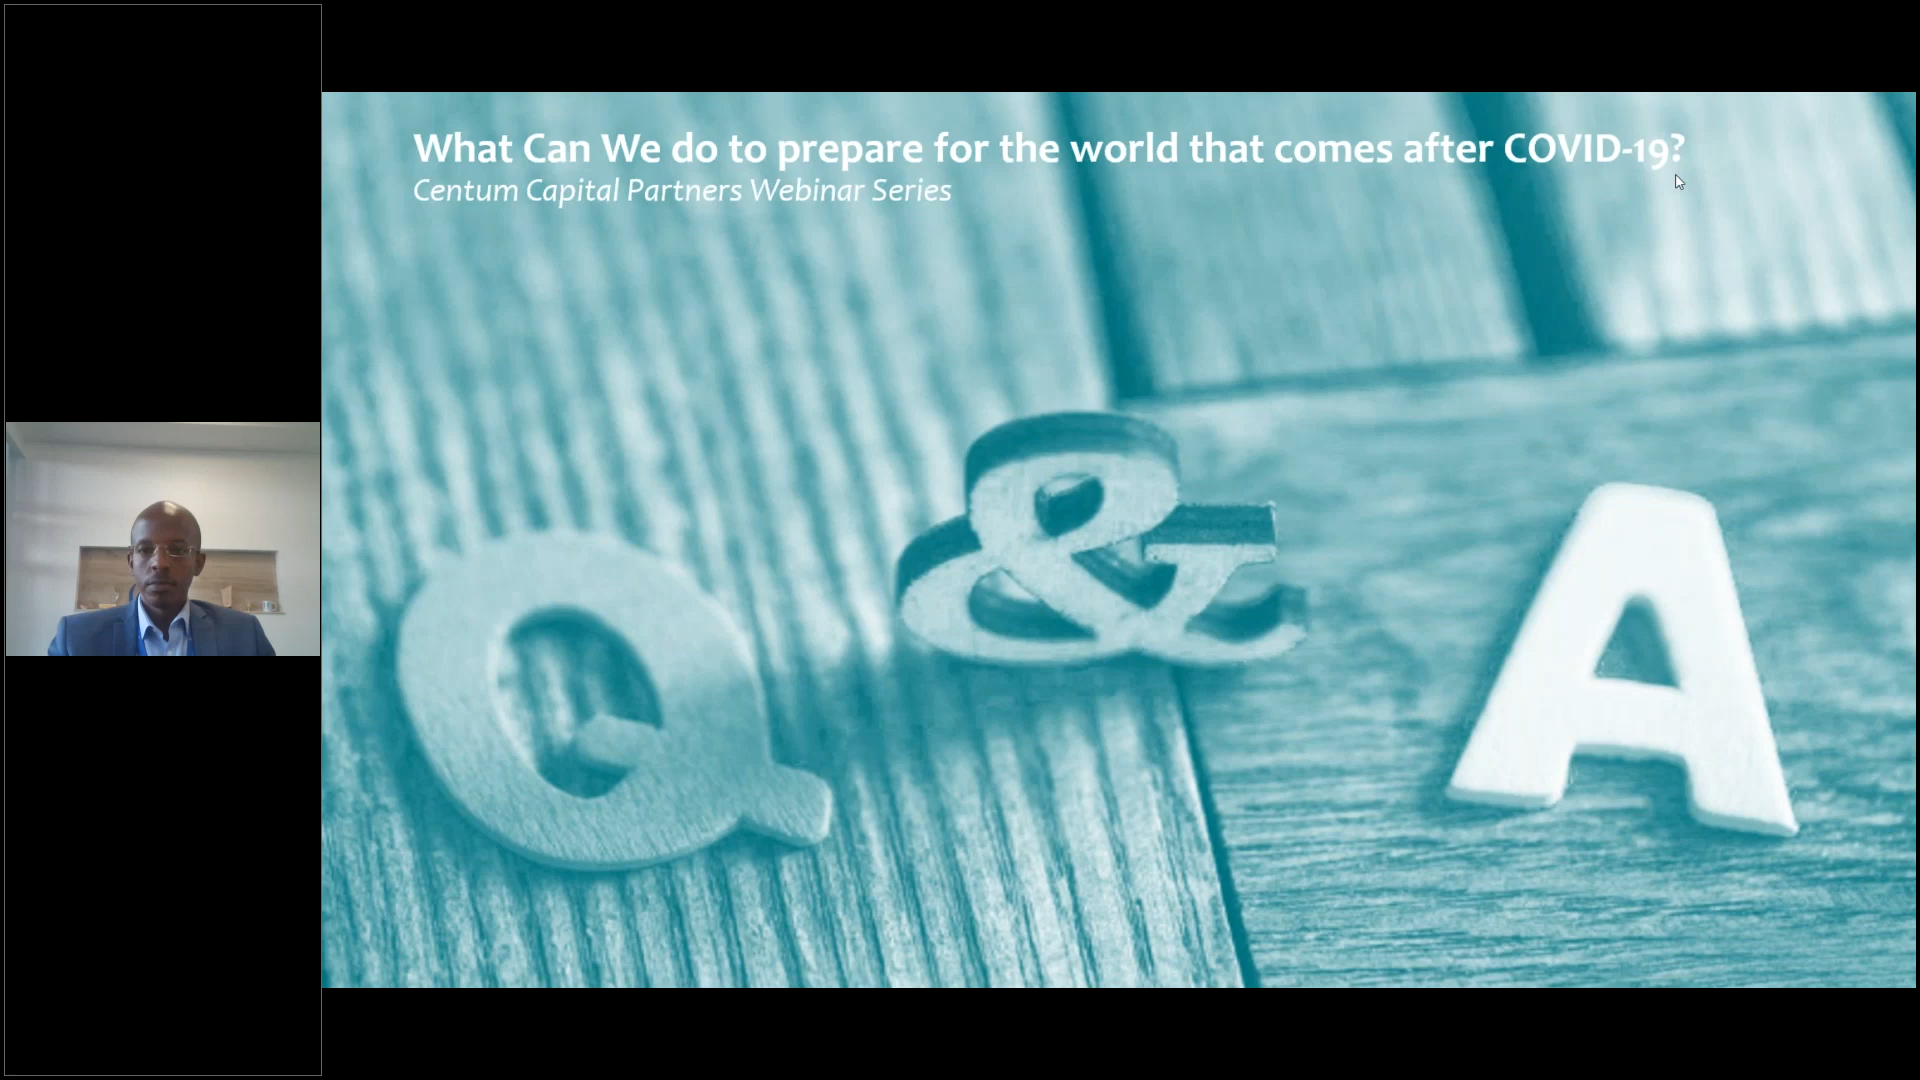 What Can We do to prepare for the world that comes after COVID-19?
Centum Capital Partners Webinar Series
Q & A